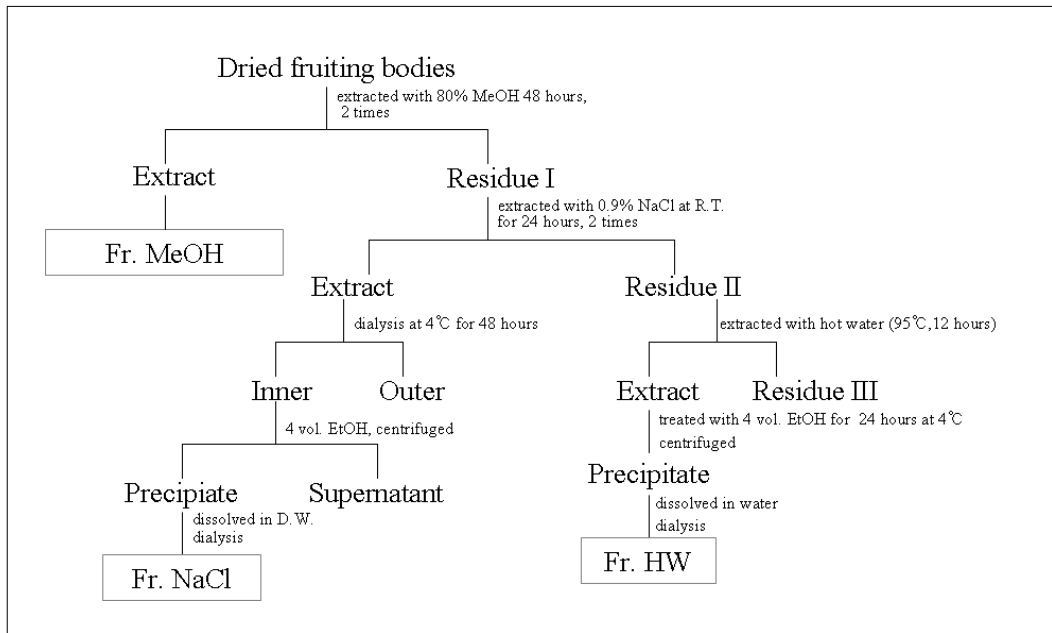 Dried fruiting bodies
extracted with 80% MeOH 48 hours,
2 times
Extract
Residue I
extracted with 0.9% NaCl at R.T.
for 24 hours, 2 times
Fr. MeOH
Extract
Residue II
dialysis at 4℃ for 48 hours
extracted with hot water (95℃,12 hours)
Inner
Outer
Extract
Residue III
4 vol. EtOH, centrifuged
treated with 4 vol. EtOH for 24 hours at 4℃
centrifuged
Precipiate
Supernatant
Precipitate
dissolved in D.W.
dialysis
dissolved in water
dialysis
Fr. NaCl
Fr. HW